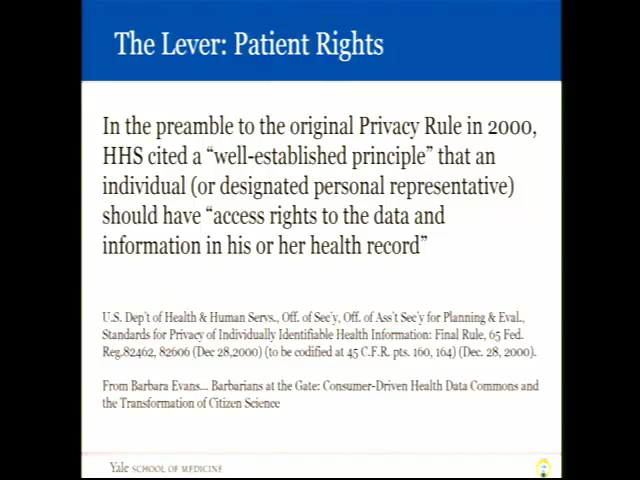 The Lever: Patient Rights
In the preamble to the original Privacy Rule in 2000,
HHS cited a “well-established principle” that an
individual (or designated personal representative)
should have “access rights to the data and
information in his or her health record”
U.S. Dep't of Health & Human Servs., Off. of Sec'y, Off. of Ass't Sec'y for Planning & Eval.,
Standards for Privacy of Individually Identifiable Health Information: Final Rule, 65 Fed.
Reg.82462, 82606 (Dec 28,2000) (to be codified at 45 C.F.R. pts. 160, 164) (Dec. 28, 2000).
From Barbara Evans... Barbarians at the Gate: Consumer-Driven Health Data Commons and
the Transformation of Citizen Science
Yale SCHOOL OF MEDICINE